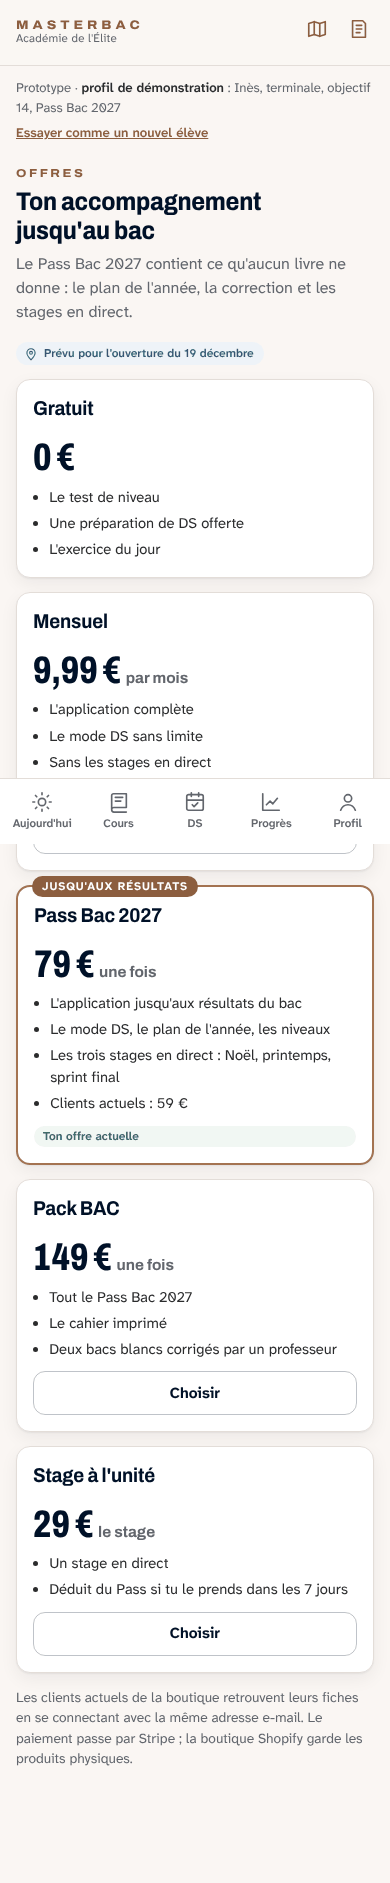 MASTERBAC
Académie de l'Élite
Prototype · profil de démonstration : Inès, terminale, objectif
14, Pass Bac 2027
Essayer comme un nouvel élève
OFFRES
Ton accompagnement
jusqu'au bac
Le Pass Bac 2027 contient ce qu'aucun livre ne
donne : le plan de l'année, la correction et les
stages en direct.
Prévu pour l'ouverture du 19 décembre
Gratuit
0 €
• Le test de niveau
• Une préparation de DS offerte
• L'exercice du jour
Mensuel
9,99 € par mois
• L'application complète
• Le mode DS sans limite
• Sans les stages en direct
Aujourd'hui
Cours
DS
Progrès
Profil
JUSQU'AUX RÉSULTATS
Pass Bac 2027
79 € une fois
• L'application jusqu'aux résultats du bac
• Le mode DS, le plan de l'année, les niveaux
• Les trois stages en direct : Noël, printemps,
sprint final
• Clients actuels : 59 €
Ton offre actuelle
Pack BAC
149 € une fois
• Tout le Pass Bac 2027
• Le cahier imprimé
• Deux bacs blancs corrigés par un professeur
Choisir
Stage à l'unité
29 € le stage
• Un stage en direct
• Déduit du Pass si tu le prends dans les 7 jours
Choisir
Les clients actuels de la boutique retrouvent leurs fiches
en se connectant avec la même adresse e-mail. Le
paiement passe par Stripe ; la boutique Shopify garde les
produits physiques.